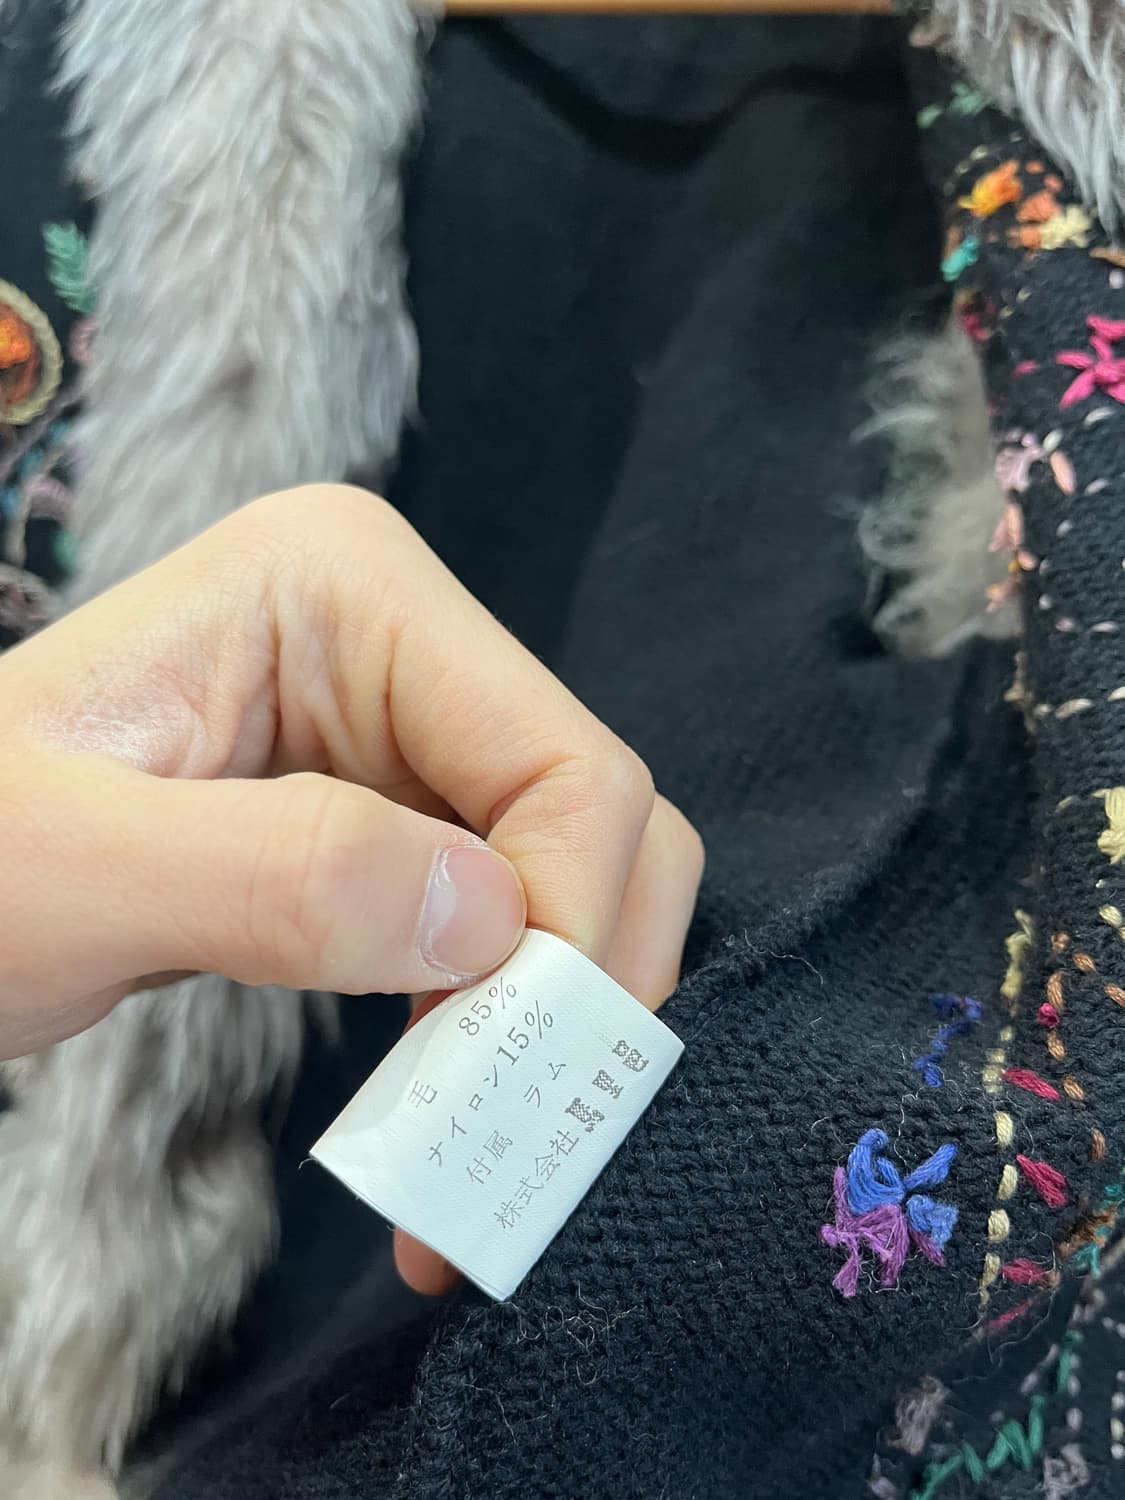 毛 85%
ナイロン15%
付属 ラム
株式会社